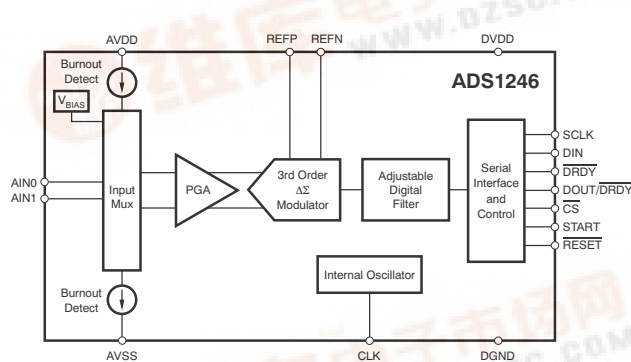 AVDD
REFP REFN
DVDD
Burnout
Detect
ADS1246
VBIAS
SCLK
DIN
DRDY
DOUT/DRDY
CS
START
RESET
AIN0
AIN1
Input
Mux
PGA
3rd Order
ΔΣ
Modulator
Adjustable
Digital
Filter
Serial
Interface
and
Control
Internal Oscillator
Burnout
Detect
AVSS
CLK
DGND